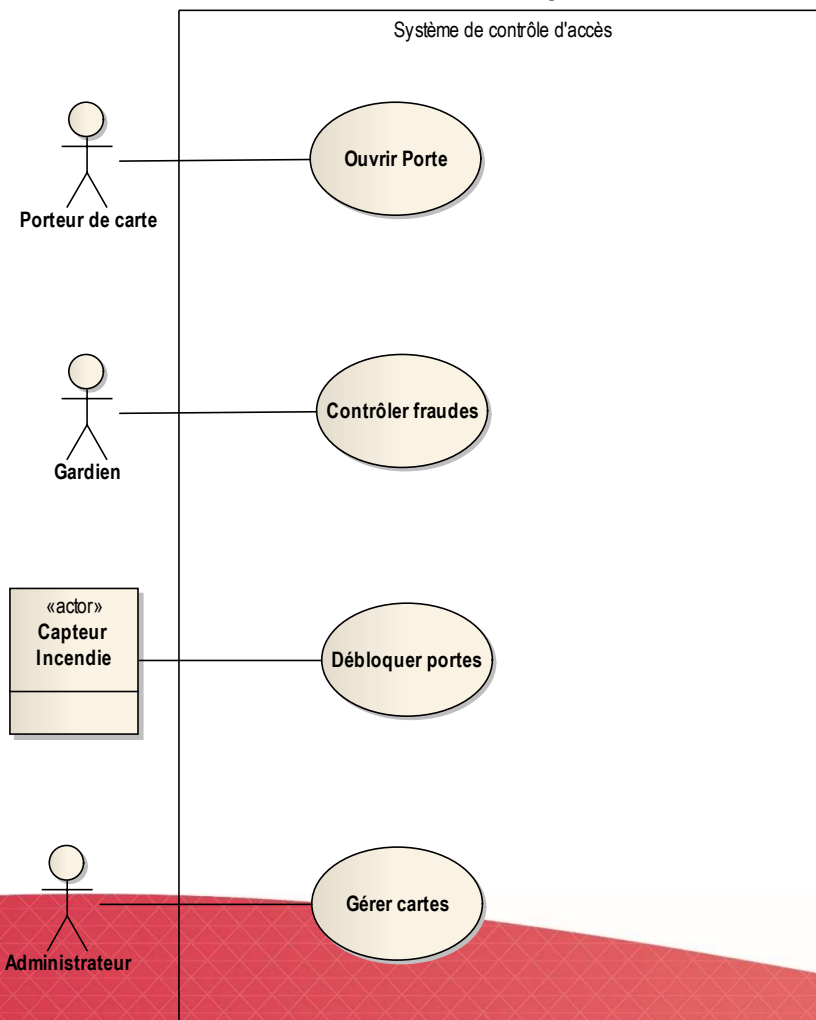 Système de contrôle d'accès
Ouvrir Porte
Porteur de carte
Contrôler fraudes
Gardien
«actor»
Capteur
Incendie
Débloquer portes
Gérer cartes
Administrateur